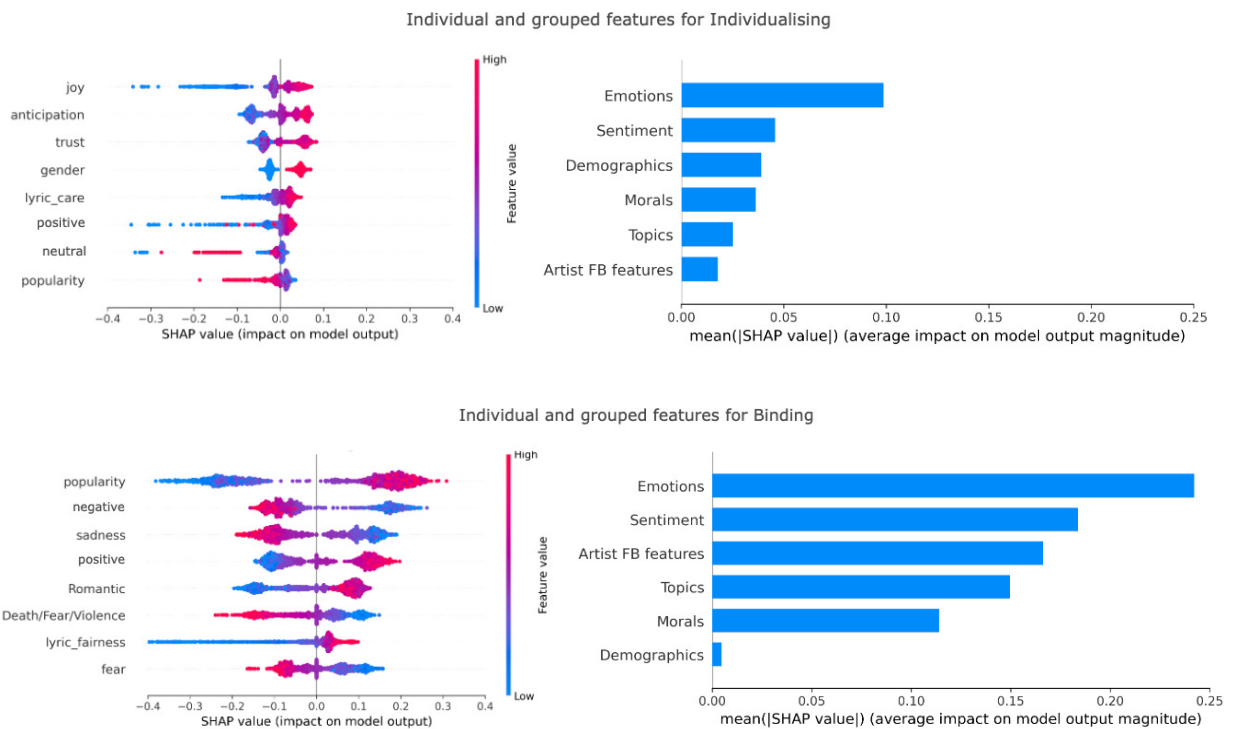 Individual and grouped features for Individualising
joy
anticipation
trust
gender
lyric_care
positive
neutral
popularity
−0.4 −0.3 −0.2 −0.1 0.0 0.1 0.2 0.3 0.4
SHAP value (impact on model output)
High
Feature value
Low
Emotions
Sentiment
Demographics
Morals
Topics
Artist FB features
0.00 0.05 0.10 0.15 0.20 0.25
mean(|SHAP value|) (average impact on model output magnitude)
Individual and grouped features for Binding
popularity
negative
sadness
positive
Romantic
Death/Fear/Violence
lyric_fairness
fear
−0.4 −0.3 −0.2 −0.1 0.0 0.1 0.2 0.3 0.4
SHAP value (impact on model output)
High
Feature value
Low
Emotions
Sentiment
Artist FB features
Topics
Morals
Demographics
0.00 0.05 0.10 0.15 0.20 0.25
mean(|SHAP value|) (average impact on model output magnitude)